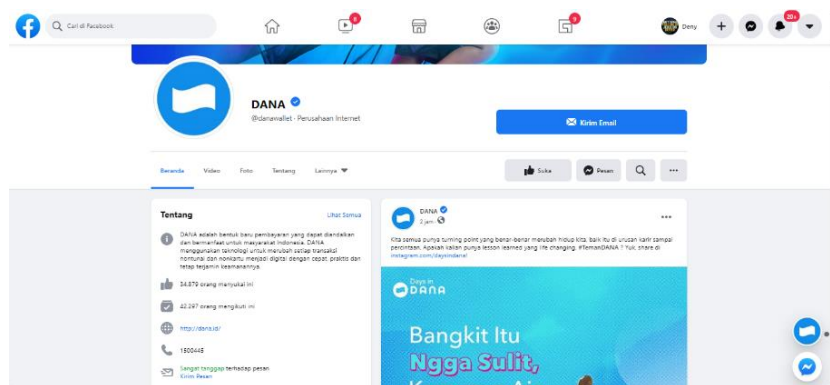 Cari di Facebook
8
9
Deny
20+
DANA
@danawallet · Perusahaan Internet
Kirim Email
Beranda
Video
Foto
Tentang
Lainnya
Suka
Pesan
Tentang
Lihat Semua
DANA adalah bentuk baru pembayaran yang dapat diandalkan
dan bermanfaat untuk masyarakat Indonesia. DANA
menggunakan teknologi untuk merubah setiap transaksi
nontunai dan nonkartu menjadi digital dengan cepat, praktis dan
tetap terjamin keamanannya.
34.879 orang menyukai ini
42.297 orang mengikuti ini
http://dana.id/
1500445
Sangat tanggap terhadap pesan
Kirim Pesan
DANA
2 jam
Kita semua punya turning point yang benar-benar merubah hidup kita, baik itu di urusan karir sampai
percintaan. Apakah kalian punya lesson learned yang life changing, #TemanDANA ? Yuk, share di
instagram.com/daysindana!
Days in
DANA
Bangkit Itu
Ngga Sulit,